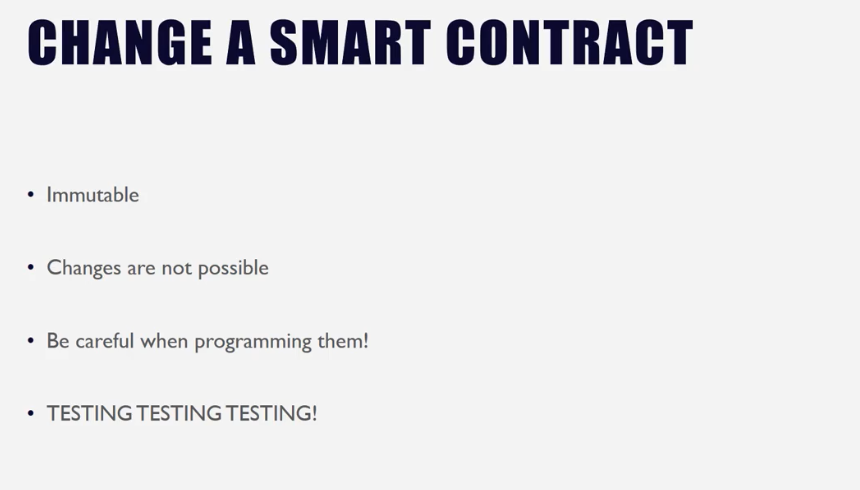 CHANGE A SMART CONTRACT
• Immutable
• Changes are not possible
• Be careful when programming them!
• TESTING TESTING TESTING!